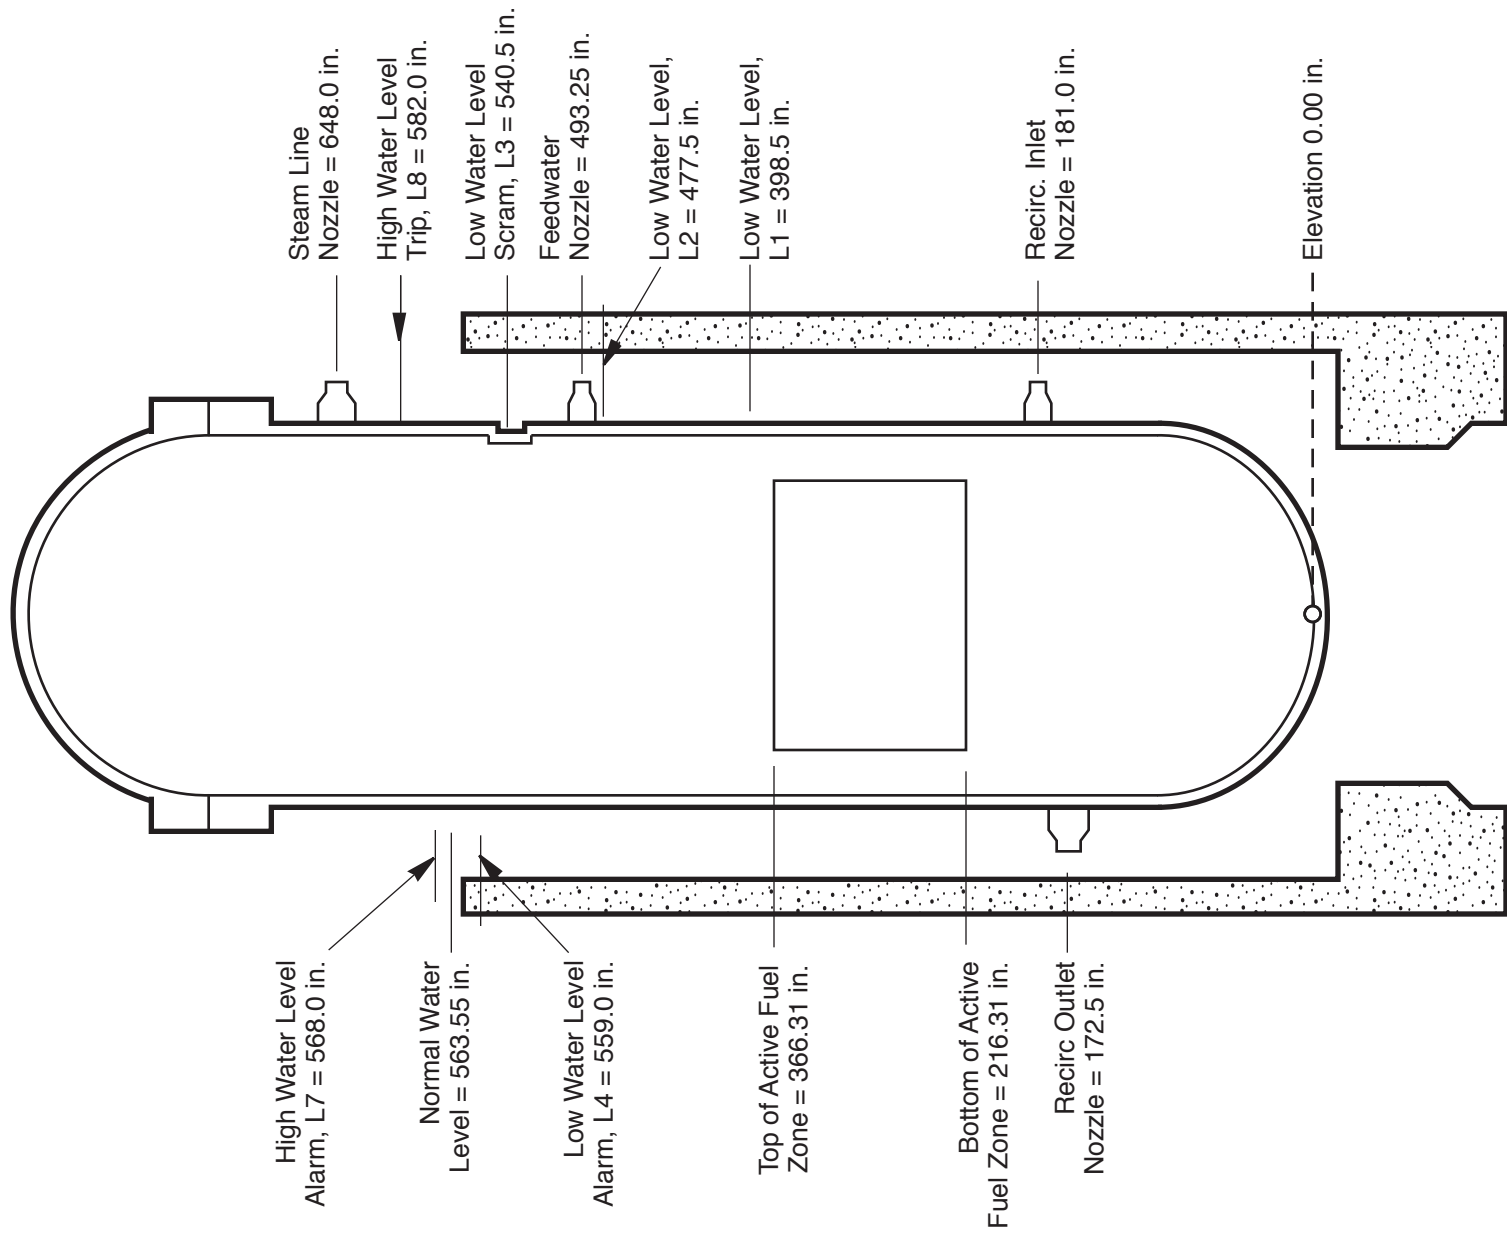 Steam Line
Nozzle = 648.0 in.
High Water Level
Trip, L8 = 582.0 in.
Low Water Level
Scram, L3 = 540.5 in.
Feedwater
Nozzle = 493.25 in.
Low Water Level,
L2 = 477.5 in.
Low Water Level,
L1 = 398.5 in.
Recirc. Inlet
Nozzle = 181.0 in.
Elevation 0.00 in.
High Water Level
Alarm, L7 = 568.0 in.
Normal Water
Level = 563.55 in.
Low Water Level
Alarm, L4 = 559.0 in.
Top of Active Fuel
Zone = 366.31 in.
Bottom of Active
Fuel Zone = 216.31 in.
Recirc Outlet
Nozzle = 172.5 in.